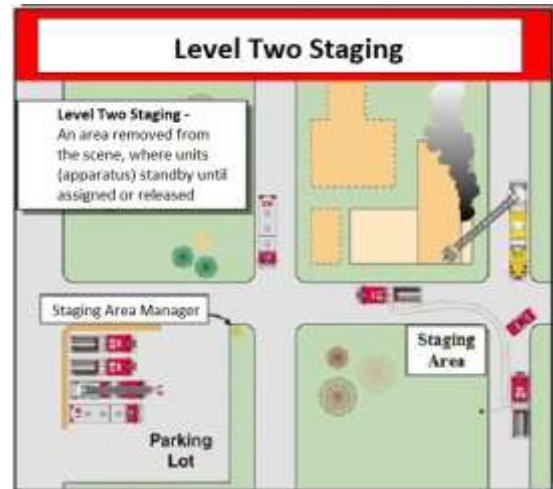 Level Two Staging
Level Two Staging -
An area removed from
the scene, where units
(apparatus) standby until
assigned or released
Staging Area Manager
Staging
Area
Parking
Lot